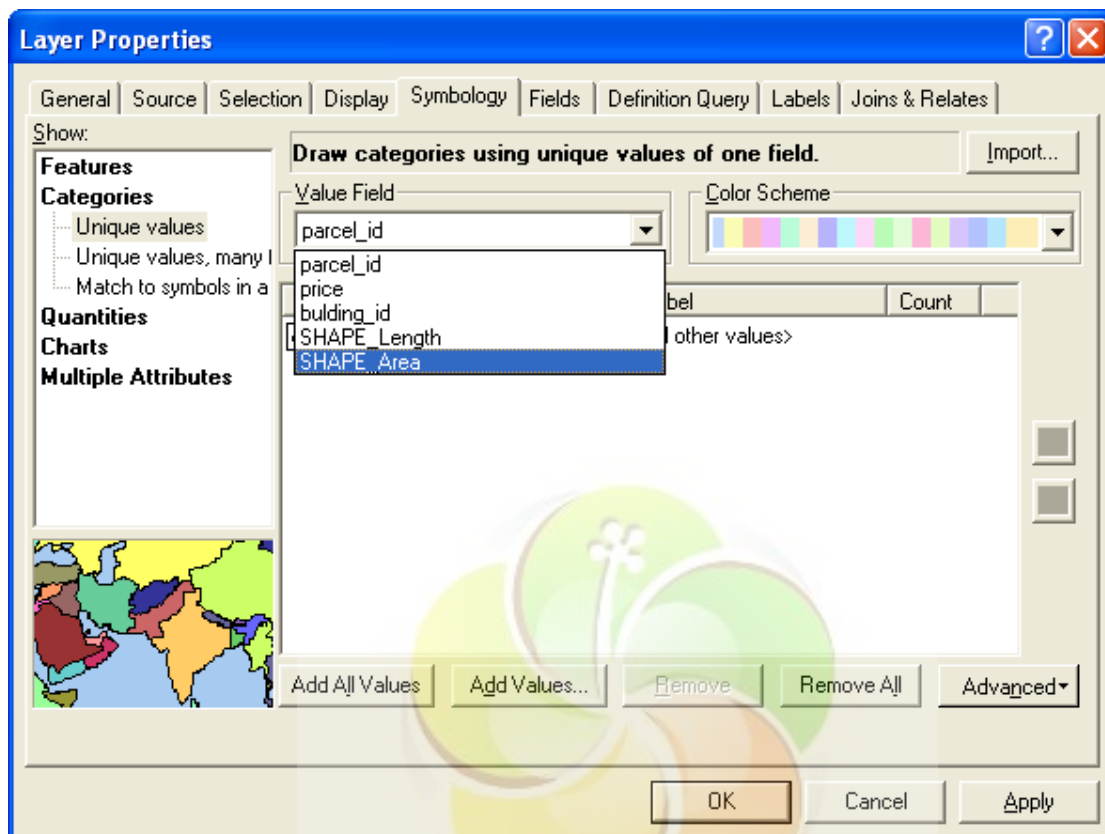 Layer Properties
General Source Selection Display Symbology Fields Definition Query Labels Joins & Relates
Show:
Features
Categories
Unique values
Unique values, many
Match to symbols in a
Quantities
Charts
Multiple Attributes
Draw categories using unique values of one field.
Import...
Value Field
parcel_id
parcel_id
price
bulding_id
SHAPE_Length
SHAPE_Area
Color Scheme
bel Count
other values>
Add All Values Add Values... Remove Remove All Advanced
OK Cancel Apply